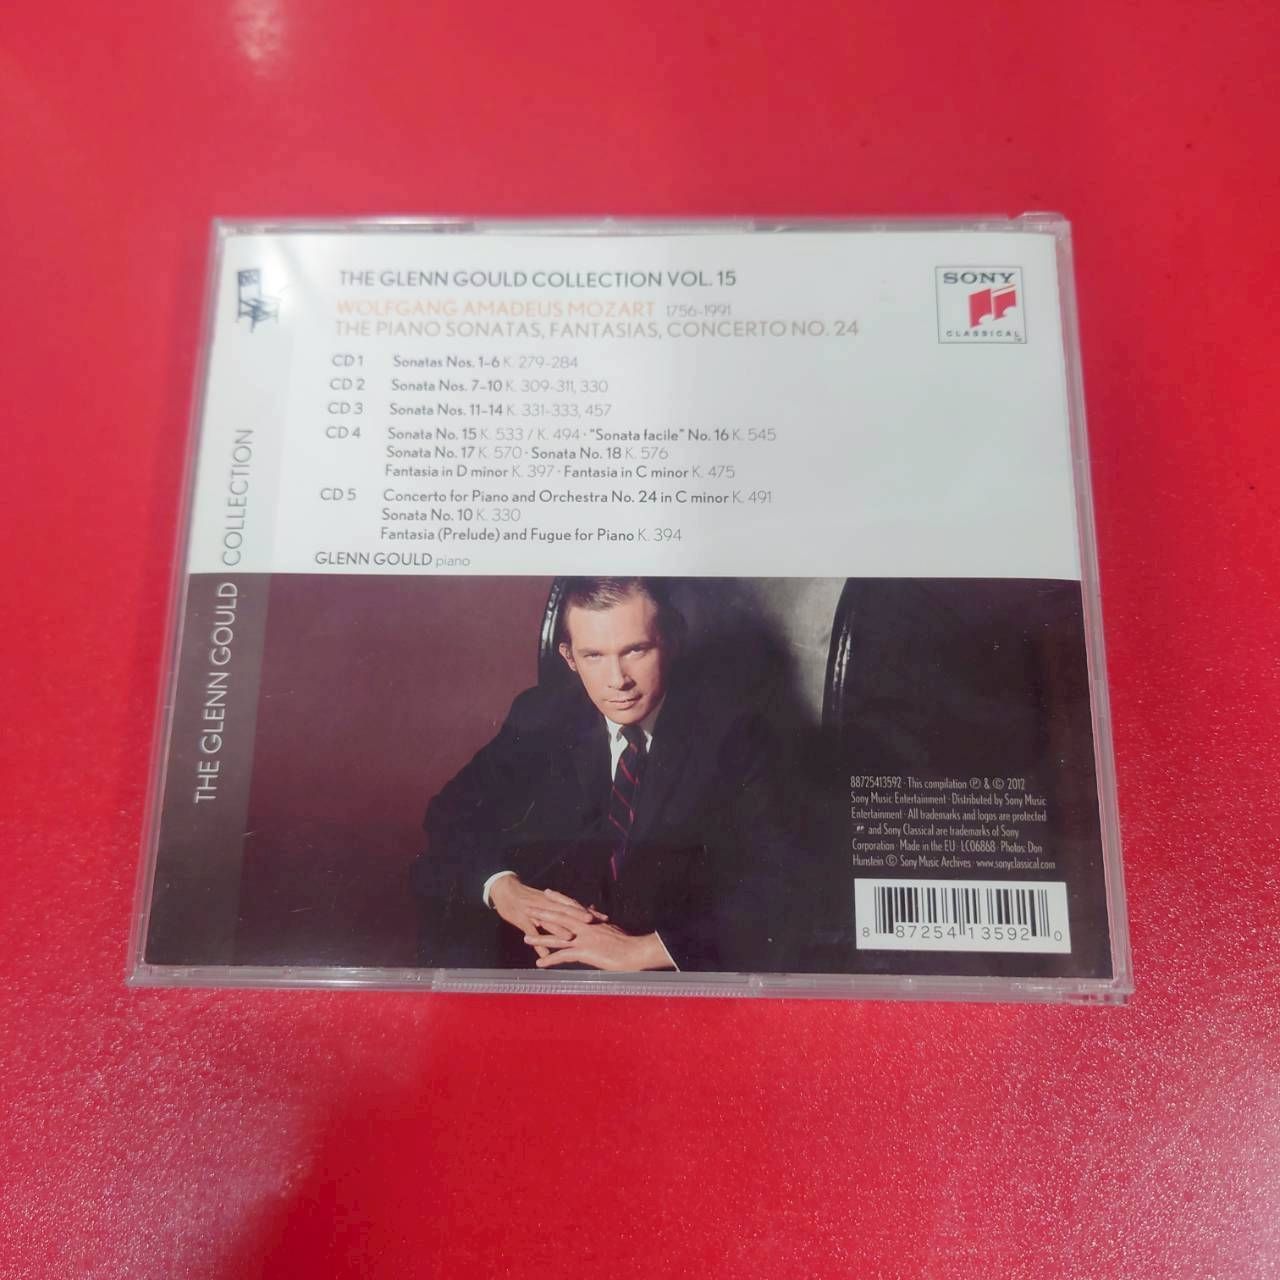 THE GLENN GOULD COLLECTION VOL. 15
WOLFGANG AMADEUS MOZART 1756-1991
THE PIANO SONATAS, FANTASIAS, CONCERTO NO. 24
SONY
CLASSICAL
CD 1 Sonatas Nos. 1-6 K. 279-284
CD 2 Sonata Nos. 7-10 K. 309-311, 330
CD 3 Sonata Nos. 11-14 K. 331-333, 457
CD 4 Sonata No. 15 K. 533 / K. 494 · "Sonata facile" No. 16 K. 545
Sonata No. 17 K. 570 · Sonata No. 18 K. 576
Fantasia in D minor K. 397 · Fantasia in C minor K. 475
CD 5 Concerto for Piano and Orchestra No. 24 in C minor K. 491
Sonata No. 10 K. 330
Fantasia (Prelude) and Fugue for Piano K. 394
GLENN GOULD piano
THE GLENN GOULD COLLECTION
88725413592 · This compilation ℗ & © 2012
Sony Music Entertainment · Distributed by Sony Music
Entertainment · All trademarks and logos are protected
and Sony Classical are trademarks of Sony
Corporation · Made in the EU · LC06868 · Photos: Don
Hunstein © Sony Music Archives · www.sonyclassical.com
8 87254 13592 0